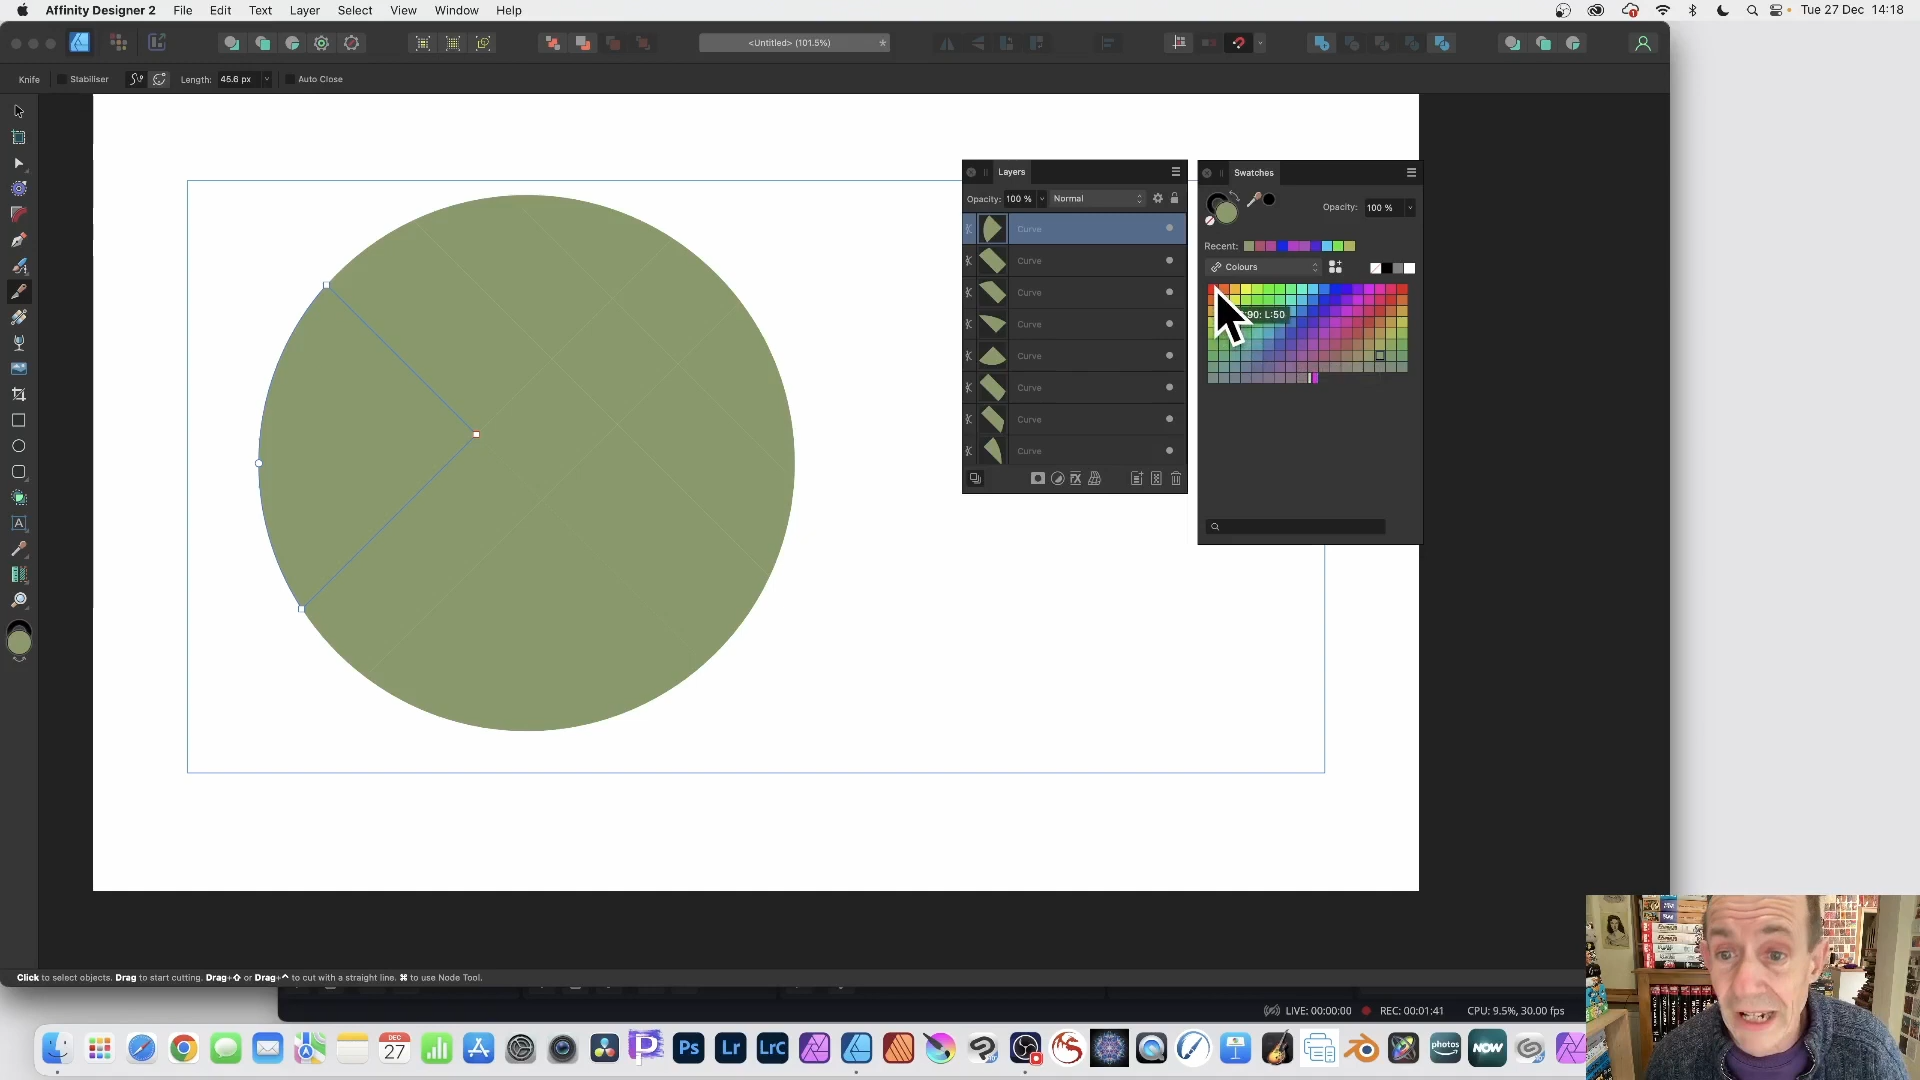 Affinity Designer 2 File Edit Text Layer Select View Window Help Tue 27 Dec 14:18
<Untitled> (101.5%) *
Knife Stabiliser Length: 45.6 px Auto Close
Layers
Opacity: 100 % Normal
Curve
Curve
Curve
Curve
Curve
Curve
Curve
Curve
Swatches
Opacity: 100 %
Recent:
Colours
90: L:50
Click to select objects. Drag to start cutting. Drag+⇧ or Drag+^ to cut with a straight line. ⌘ to use Node Tool.
LIVE: 00:00:00 REC: 00:01:41 CPU: 9.5%, 30.00 fps
DEC
27
Ps
Lr
LrC
photos
NOW